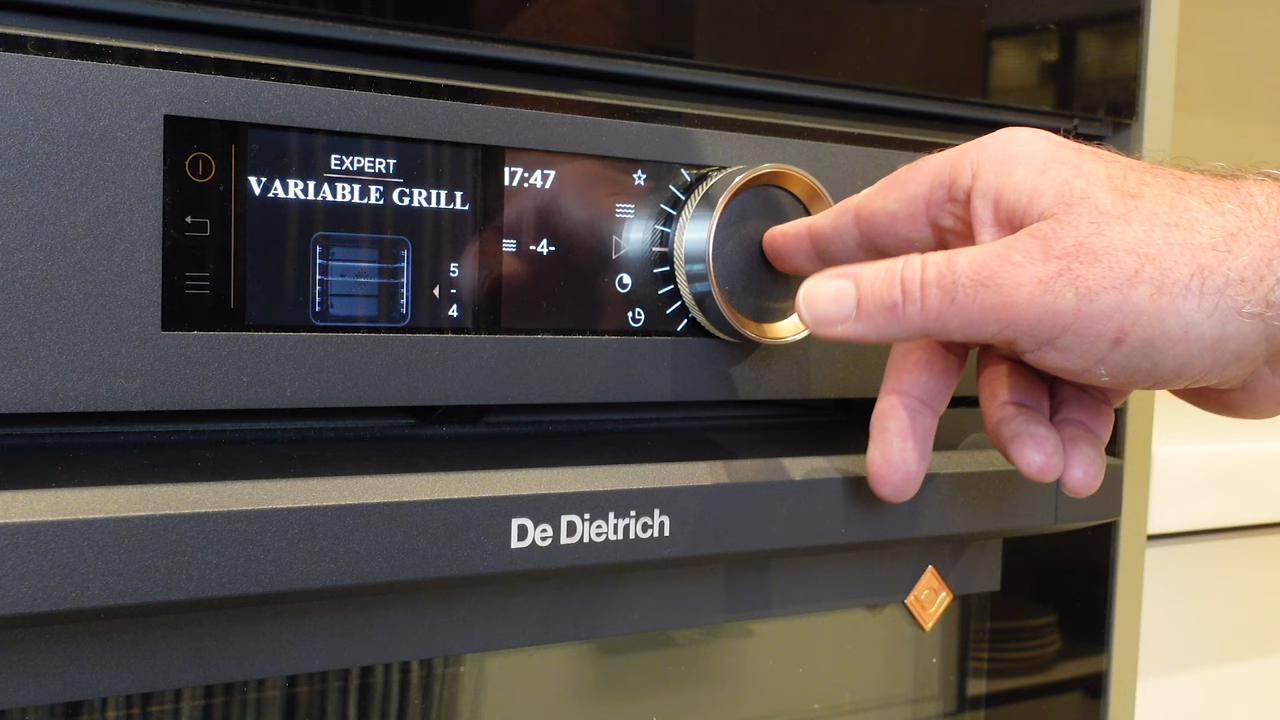 EXPERT
VARIABLE GRILL
5
-
4
17:47
-4-
De Dietrich